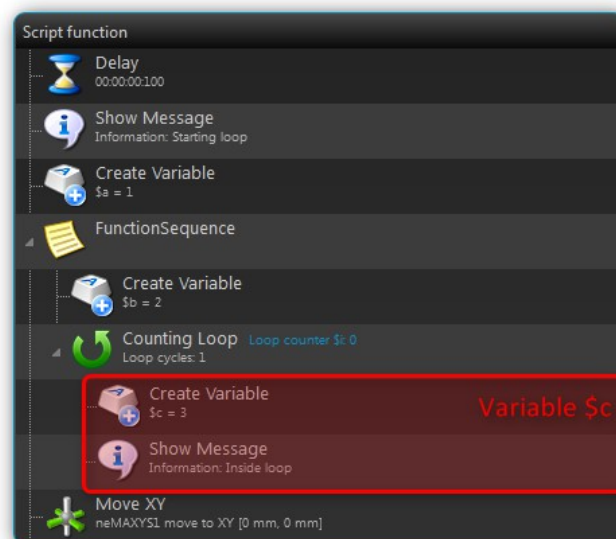 Script function
Delay
00:00:00:100
Show Message
Information: Starting loop
Create Variable
$a = 1
FunctionSequence
Create Variable
$b = 2
Counting Loop Loop counter $i: 0
Loop cycles: 1
Create Variable
$c = 3
Variable $c
Show Message
Information: Inside loop
Move XY
neMAXYS1 move to XY [0 mm, 0 mm]